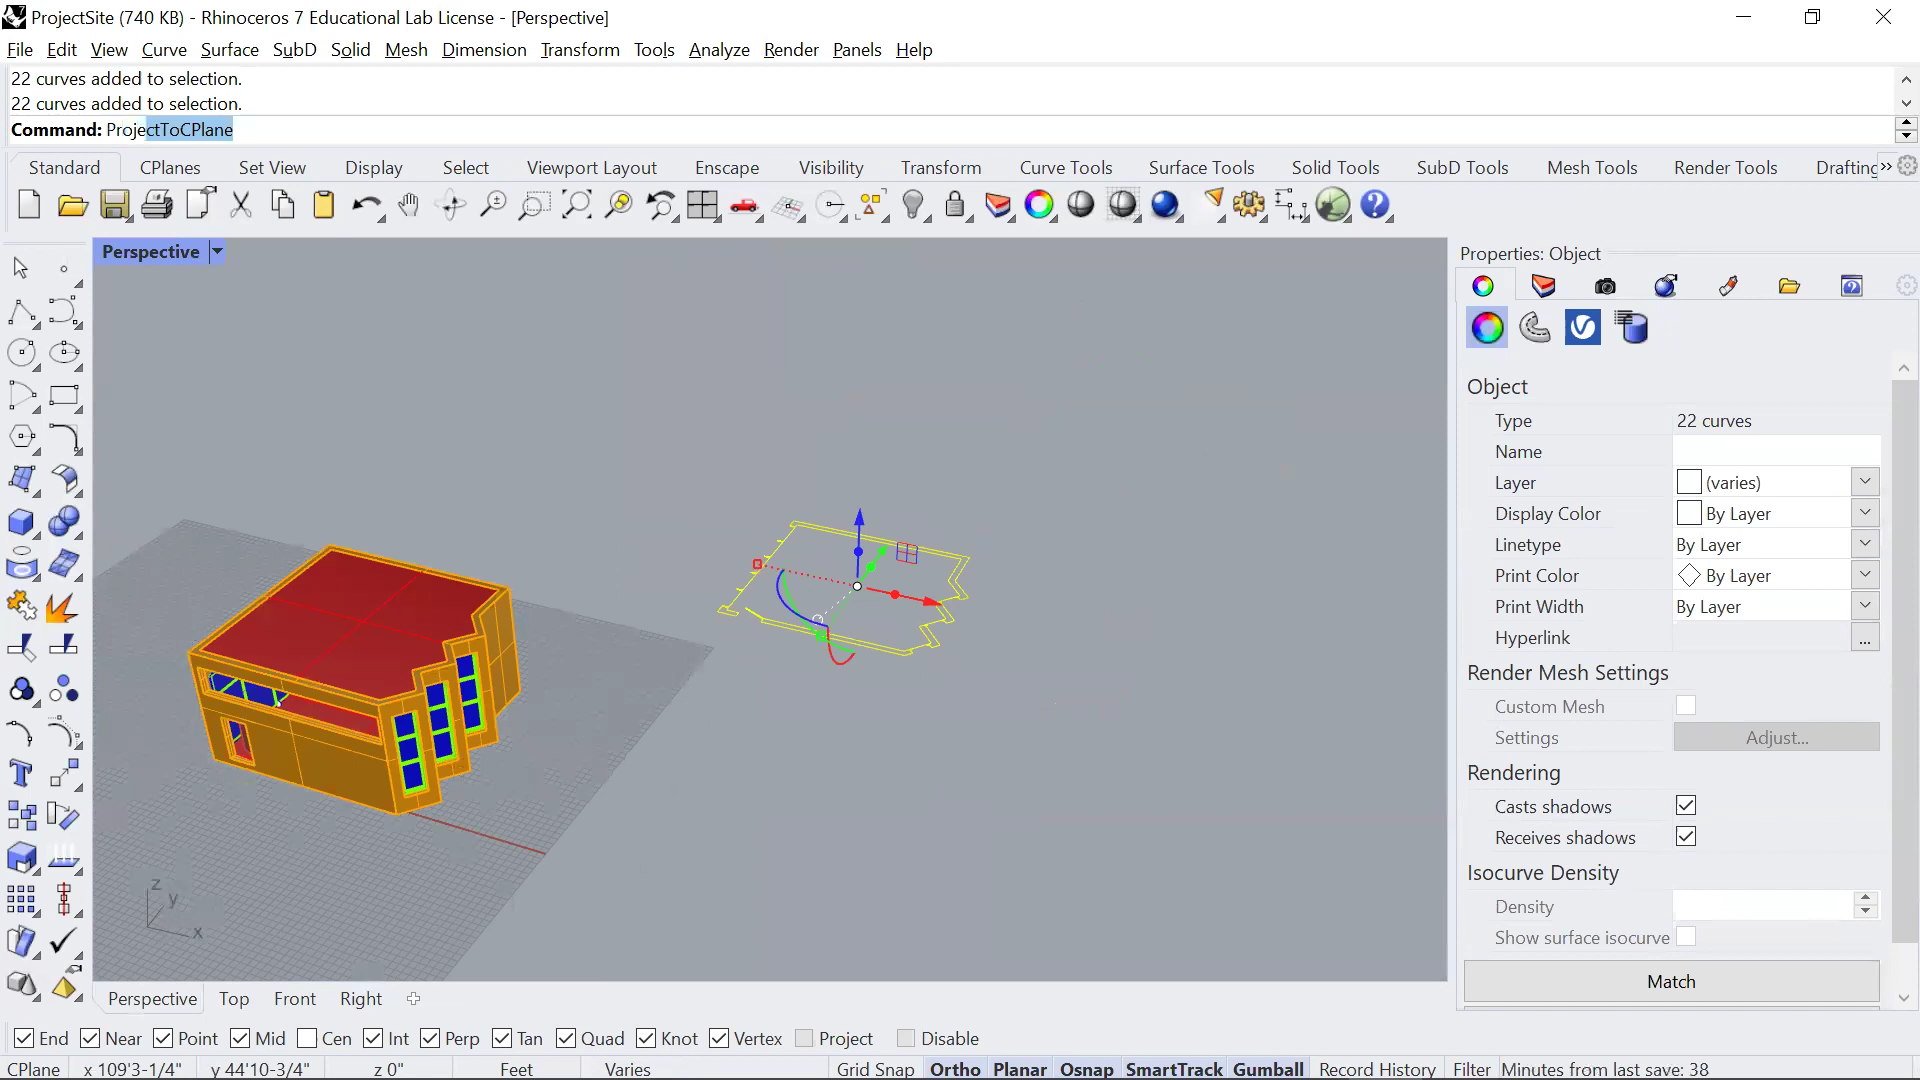 ProjectSite (740 KB) - Rhinoceros 7 Educational Lab License - [Perspective]
File Edit View Curve Surface SubD Solid Mesh Dimension Transform Tools Analyze Render Panels Help
22 curves added to selection.
22 curves added to selection.
Command: ProjectToCPlane
Standard CPlanes Set View Display Select Viewport Layout Enscape Visibility Transform Curve Tools Surface Tools Solid Tools SubD Tools Mesh Tools Render Tools Drafting
Perspective
Properties: Object
Object
Type 22 curves
Name
Layer (varies)
Display Color By Layer
Linetype By Layer
Print Color By Layer
Print Width By Layer
Hyperlink ...
Render Mesh Settings
Custom Mesh
Settings Adjust...
Rendering
Casts shadows
Receives shadows
Isocurve Density
Density
Show surface isocurve
Match
z
y
x
Perspective Top Front Right
End Near Point Mid Cen Int Perp Tan Quad Knot Vertex Project Disable
CPlane x 109'3-1/4" y 44'10-3/4" z 0" Feet Varies Grid Snap Ortho Planar Osnap SmartTrack Gumball Record History Filter Minutes from last save: 38